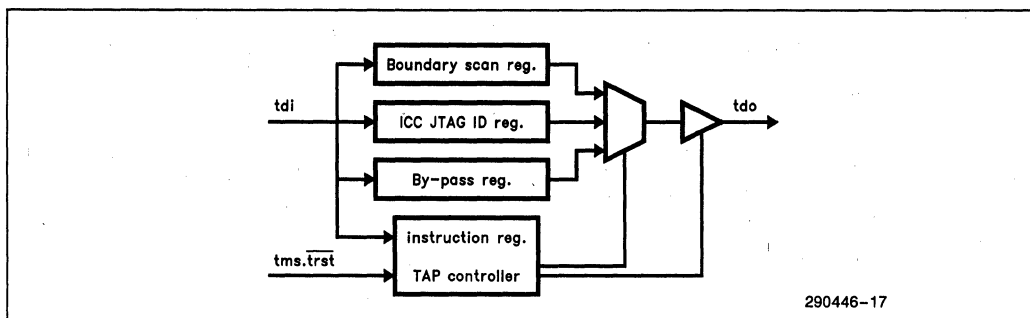 Boundary scan reg.
tdi
tdo
ICC JTAG ID reg.
By-pass reg.
instruction reg.
tms.trst
TAP controller
290446-17